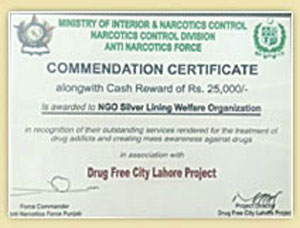 MINISTRY OF INTERIOR & NARCOTICS CONTROL
NARCOTICS CONTROL DIVISION
ANTI NARCOTICS FORCE
COMMENDATION CERTIFICATE
alongwith Cash Reward of Rs. 25,000/-
Is awarded to NGO Silver Lining Welfare Organization
in recognition of their outstanding services rendered for the treatment of
drug addicts and creating mass awareness against drugs
in association with
Drug Free City Lahore Project
Force Commander
Anti Narcotics Force Punjab
Project Director
Drug Free City Lahore Project